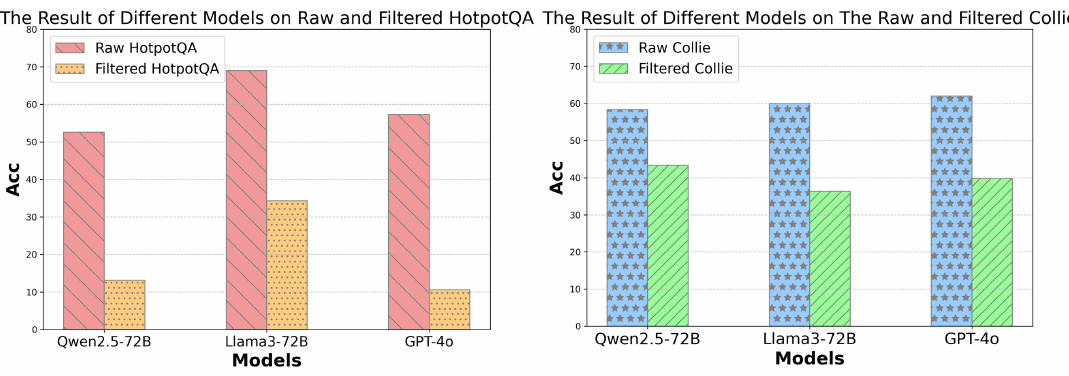 The Result of Different Models on Raw and Filtered HotpotQA
80
70
60
50
40
30
20
10
0
Acc
Raw HotpotQA
Filtered HotpotQA
Qwen2.5-72B
Llama3-72B
GPT-4o
Models
The Result of Different Models on The Raw and Filtered Collie
80
70
60
50
40
30
20
10
0
Acc
Raw Collie
Filtered Collie
Qwen2.5-72B
Llama3-72B
GPT-4o
Models